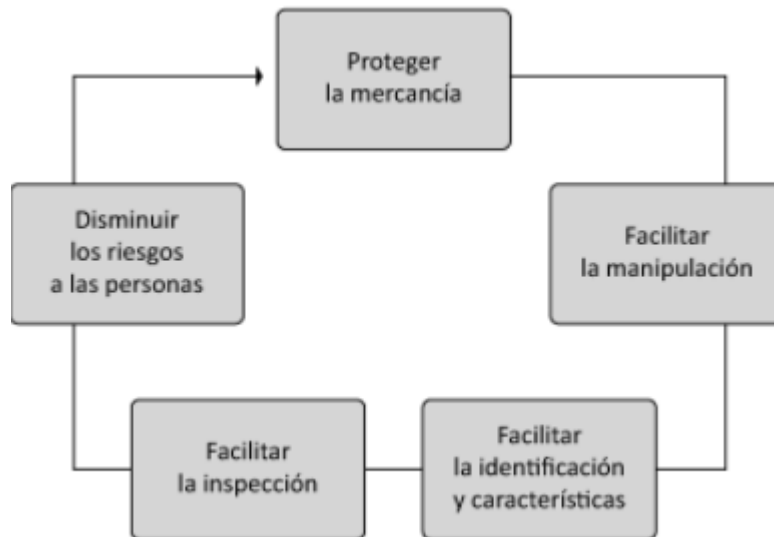 Proteger
la mercancía
Facilitar
la manipulación
Facilitar
la identificación
y características
Facilitar
la inspección
Disminuir
los riesgos
a las personas